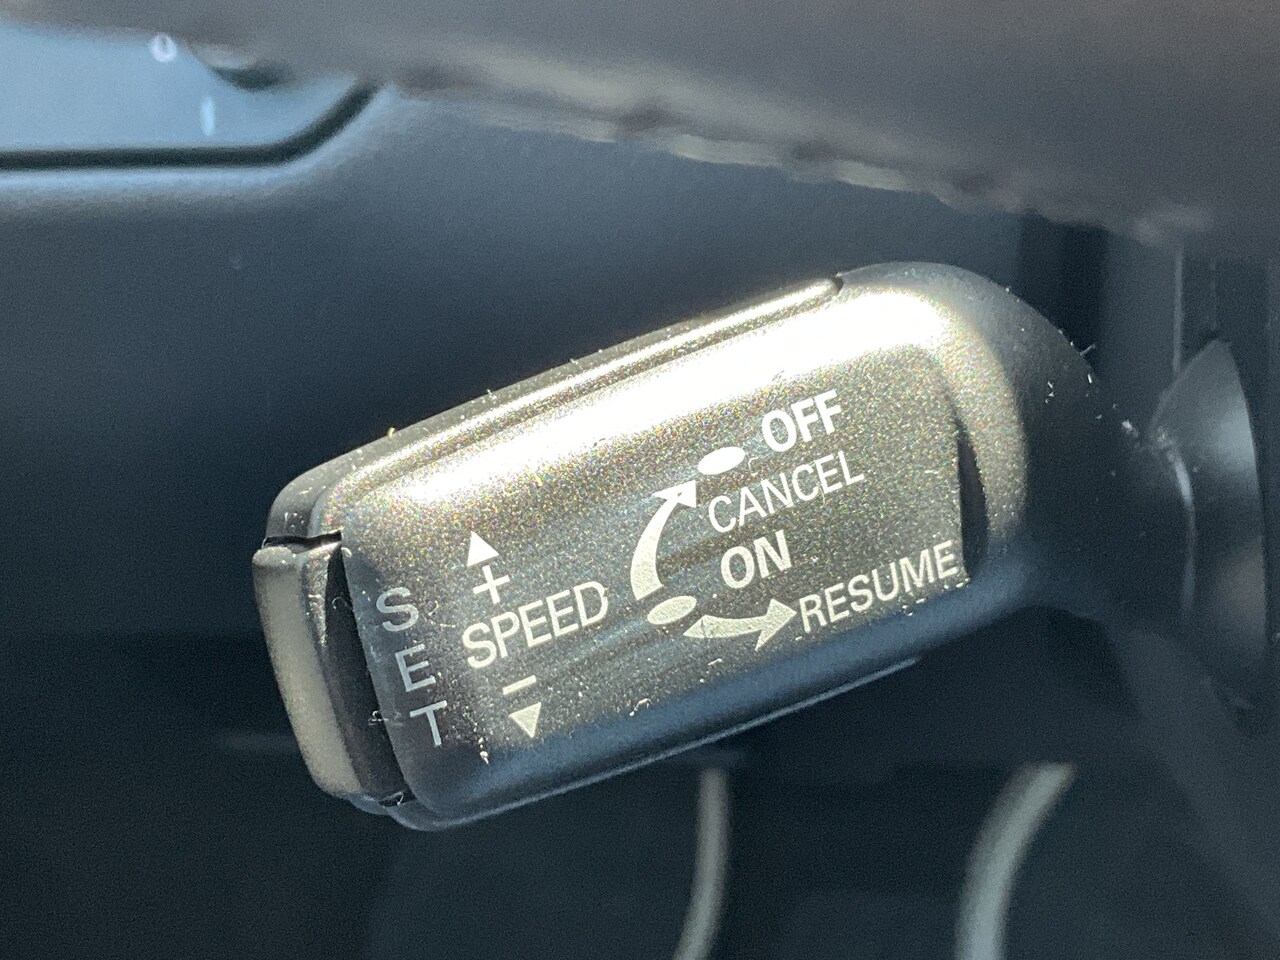 OFF
CANCEL
ON
RESUME
+
SPEED
−
SET